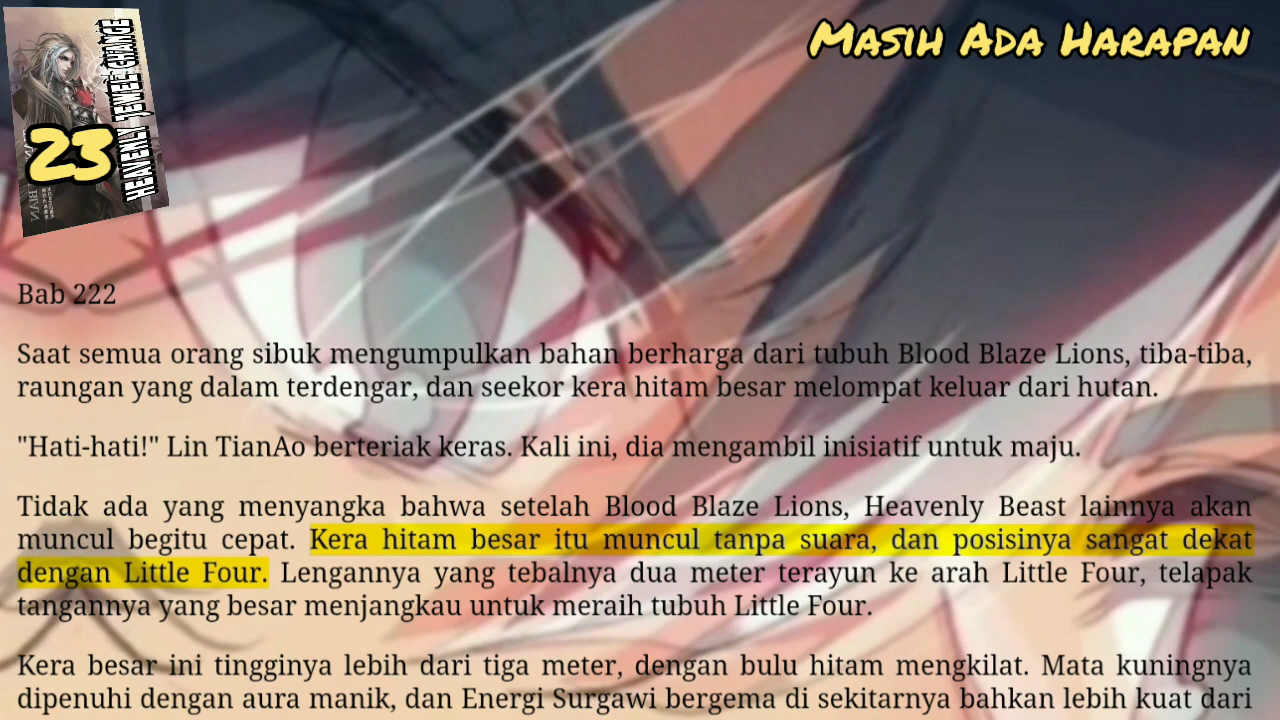 Masih Ada Harapan
HEAVENLY JEWEL CHANGE
23
Bab 222
Saat semua orang sibuk mengumpulkan bahan berharga dari tubuh Blood Blaze Lions, tiba-tiba,
raungan yang dalam terdengar, dan seekor kera hitam besar melompat keluar dari hutan.
"Hati-hati!" Lin TianAo berteriak keras. Kali ini, dia mengambil inisiatif untuk maju.
Tidak ada yang menyangka bahwa setelah Blood Blaze Lions, Heavenly Beast lainnya akan
muncul begitu cepat. Kera hitam besar itu muncul tanpa suara, dan posisinya sangat dekat
dengan Little Four. Lengannya yang tebalnya dua meter terayun ke arah Little Four, telapak
tangannya yang besar menjangkau untuk meraih tubuh Little Four.
Kera besar ini tingginya lebih dari tiga meter, dengan bulu hitam mengkilat. Mata kuningnya
dipenuhi dengan aura manik, dan Energi Surgawi bergema di sekitarnya bahkan lebih kuat dari